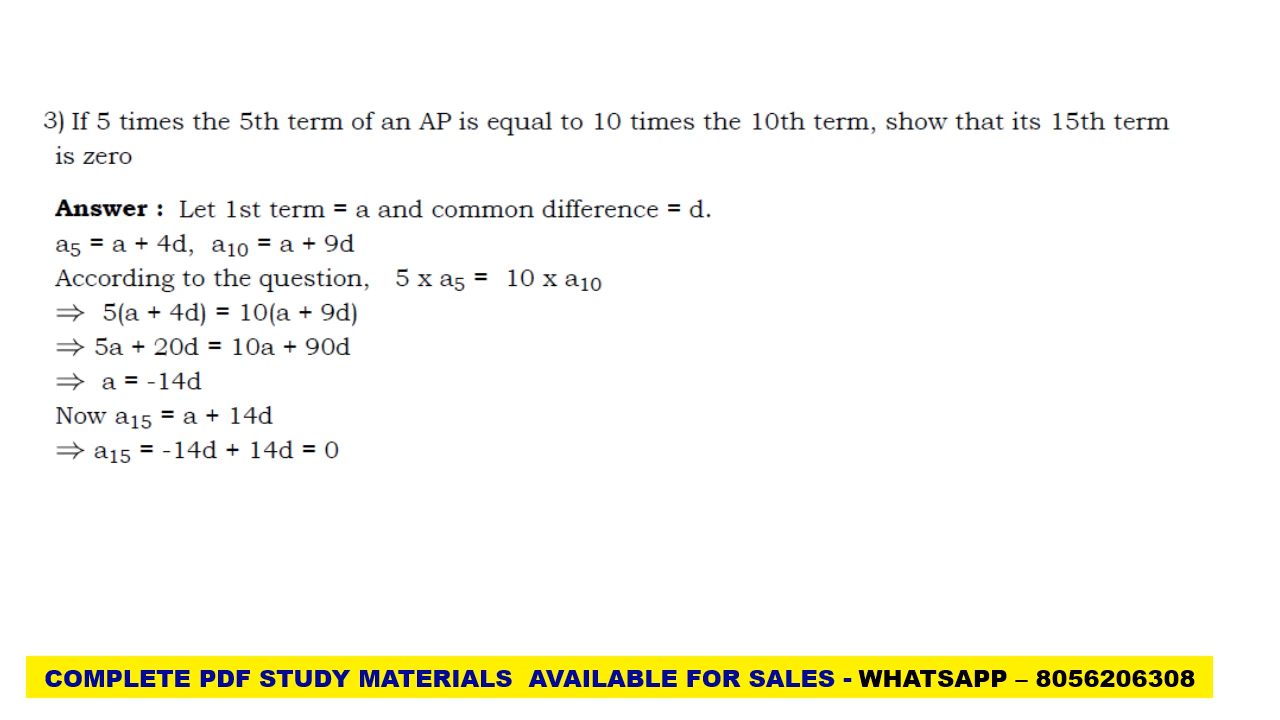 3) If 5 times the 5th term of an AP is equal to 10 times the 10th term, show that its 15th term
is zero
Answer : Let 1st term = a and common difference = d.
a₅ = a + 4d, a₁₀ = a + 9d
According to the question, 5 x a₅ = 10 x a₁₀
⇒ 5(a + 4d) = 10(a + 9d)
⇒ 5a + 20d = 10a + 90d
⇒ a = -14d
Now a₁₅ = a + 14d
⇒ a₁₅ = -14d + 14d = 0
COMPLETE PDF STUDY MATERIALS AVAILABLE FOR SALES - WHATSAPP – 8056206308